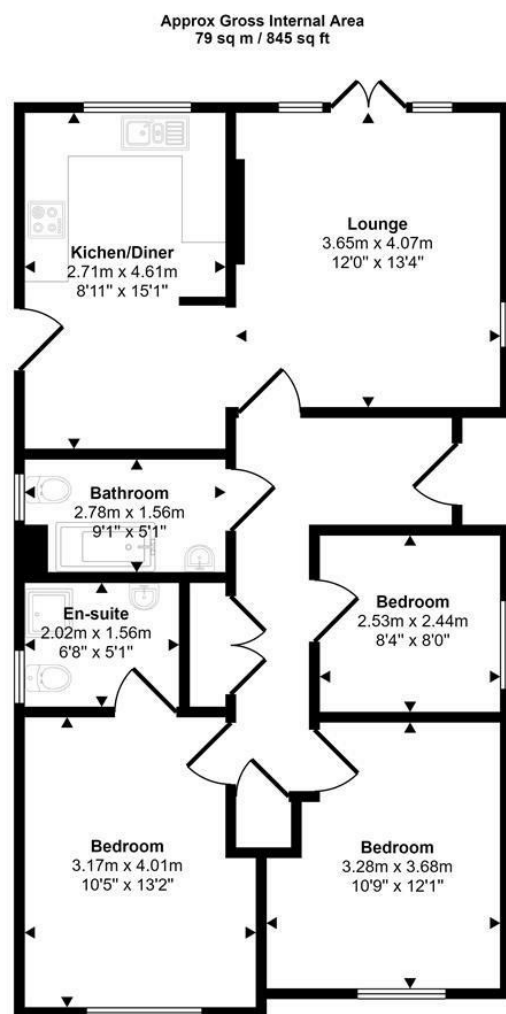 Approx Gross Internal Area
79 sq m / 845 sq ft
Kichen/Diner
2.71m x 4.61m
8'11" x 15'1"
Lounge
3.65m x 4.07m
12'0" x 13'4"
Bathroom
2.78m x 1.56m
9'1" x 5'1"
En-suite
2.02m x 1.56m
6'8" x 5'1"
Bedroom
2.53m x 2.44m
8'4" x 8'0"
Bedroom
3.17m x 4.01m
10'5" x 13'2"
Bedroom
3.28m x 3.68m
10'9" x 12'1"